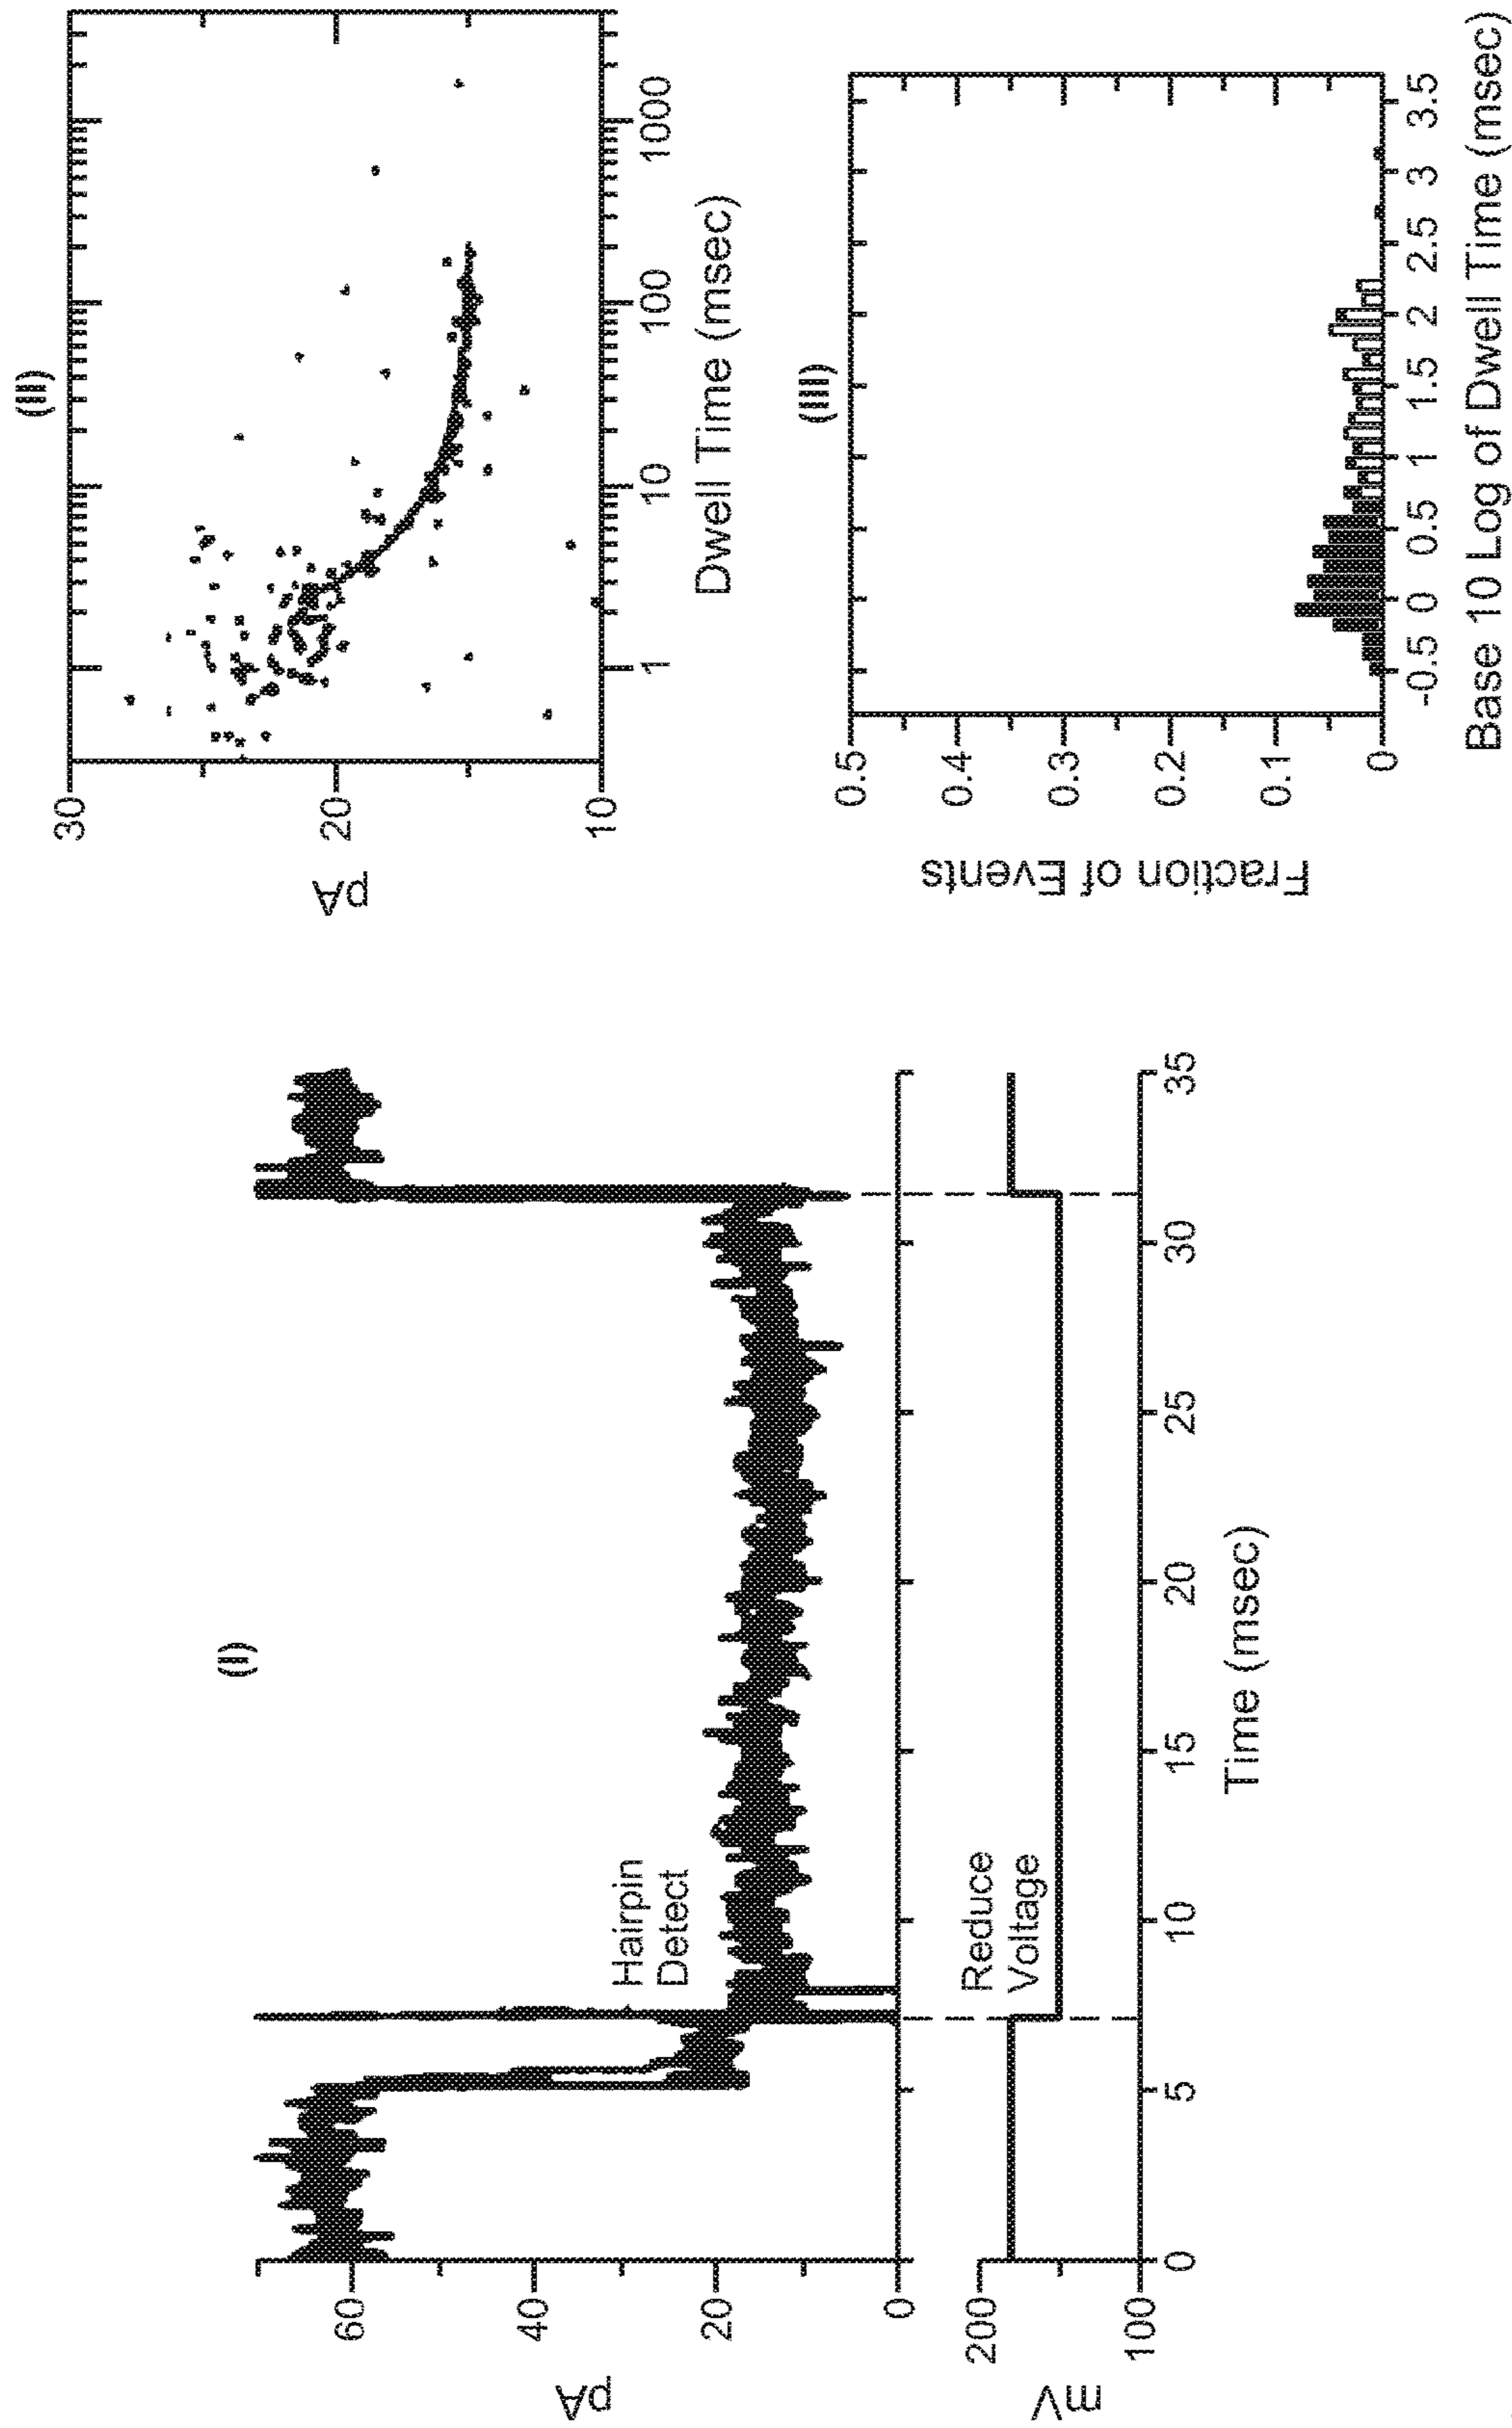 (I)
60
40
20
0
pA
Hairpin
Detect
200
100
mV
Reduce
Voltage
0 5 10 15 20 25 30 35
Time (msec)
(II)
30
20
10
pA
1 10 100 1000
Dwell Time (msec)
(III)
0.5
0.4
0.3
0.2
0.1
0
Fraction of Events
-0.5 0 0.5 1 1.5 2 2.5 3 3.5
Base 10 Log of Dwell Time (msec)